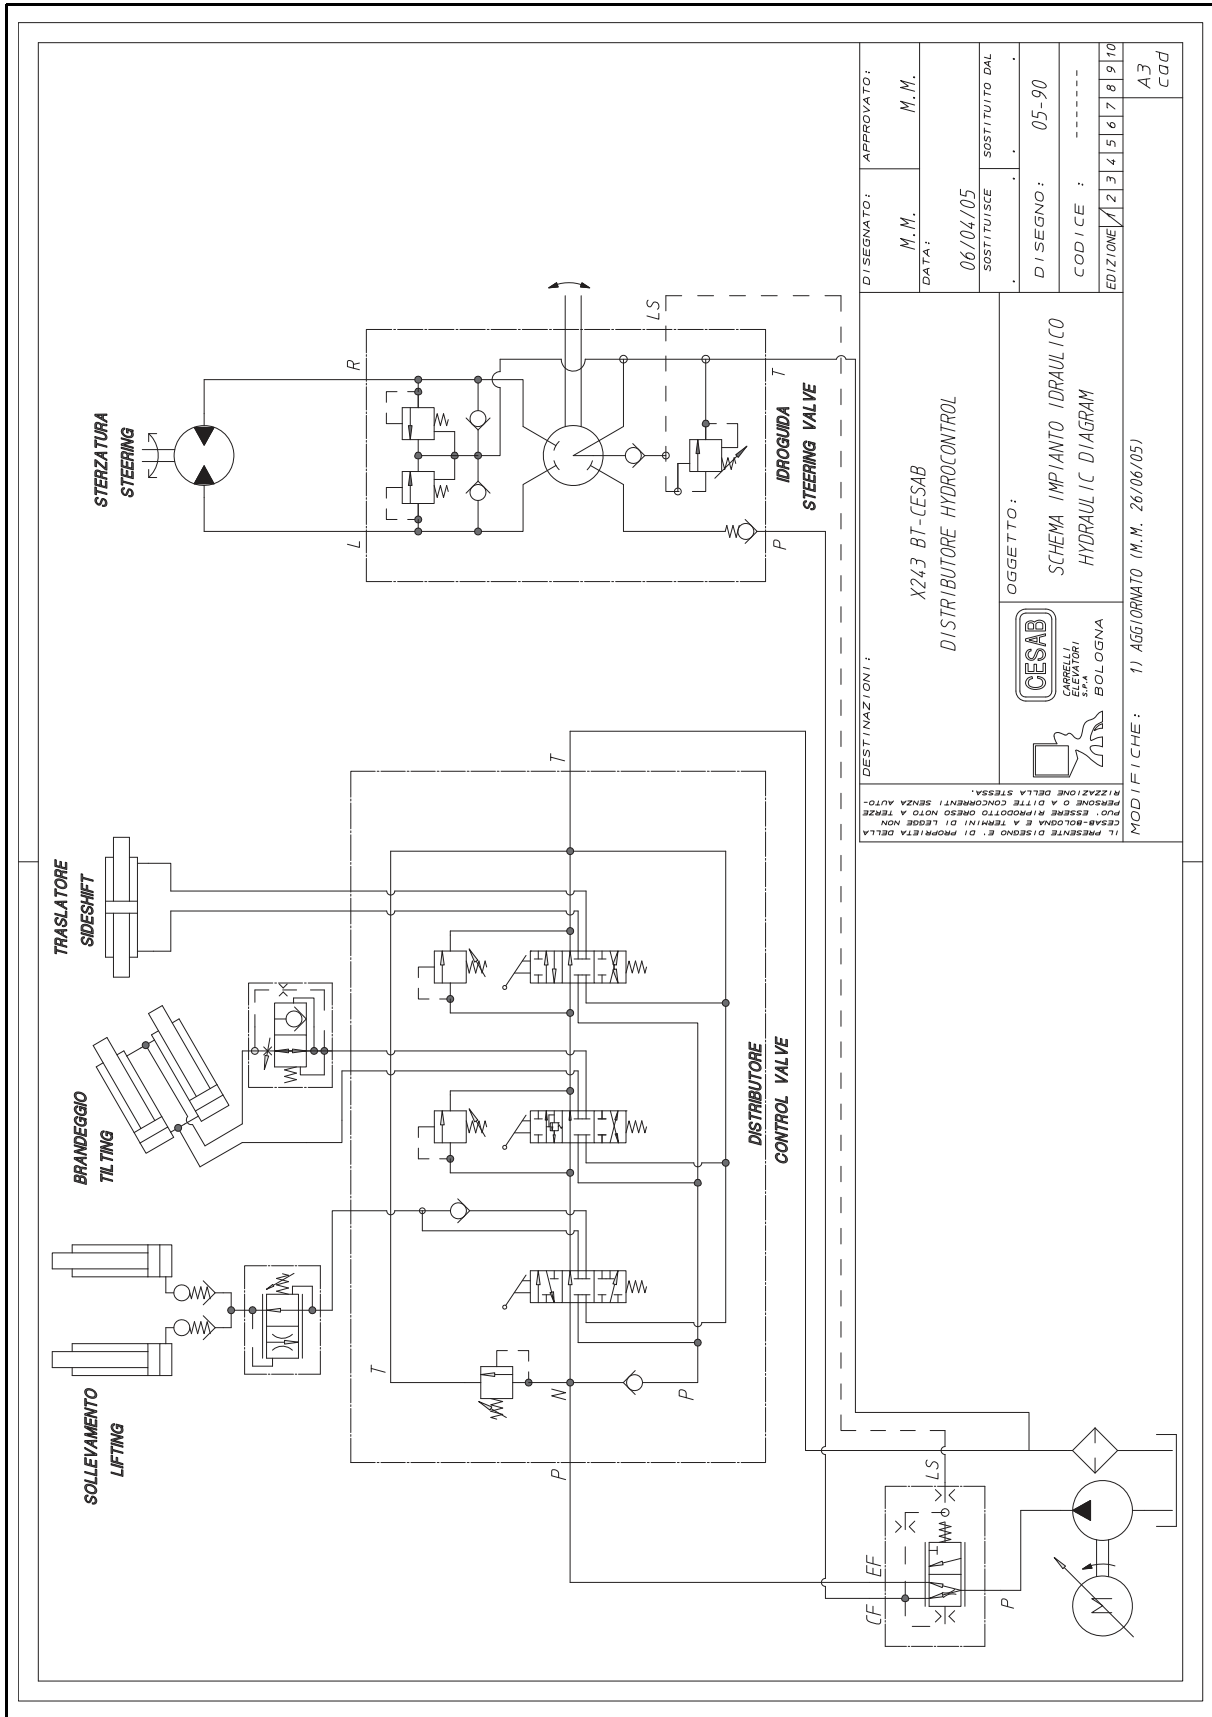 STERZATURA
STEERING
TRASLATORE
SIDESHIFT
BRANDEGGIO
TILTING
SOLLEVAMENTO
LIFTING
R
L
LS
T
P
IDROGUIDA
STEERING VALVE
T
T
N
P
P
DISTRIBUTORE
CONTROL VALVE
CF
EF
LS
P
M
IL PRESENTE DISEGNO E' DI PROPRIETA DELLA
CESAB-BOLOGNA E A TERMINI DI LEGGE NON
PUO' ESSERE RIPRODOTTO ORESO NOTO A TERZE
PERSONE O A DITTE CONCORRENTI SENZA AUTO-
RIZZAZIONE DELLA STESSA.
DESTINAZIONI:
X243 BT-CESAB
DISTRIBUTORE HYDROCONTROL
CESAB
CARRELLI
ELEVATORI
S.P.A
BOLOGNA
OGGETTO:
SCHEMA IMPIANTO IDRAULICO
HYDRAULIC DIAGRAM
DISEGNATO:
M.M.
APPROVATO:
M.M.
DATA:
06/04/05
SOSTITUISCE
.
.
SOSTITUITO DAL
.
.
DISEGNO: 05-90
CODICE : -------
EDIZIONE 1 2 3 4 5 6 7 8 9 10
MODIFICHE: 1) AGGIORNATO (M.M. 26/06/05)
A3
cad